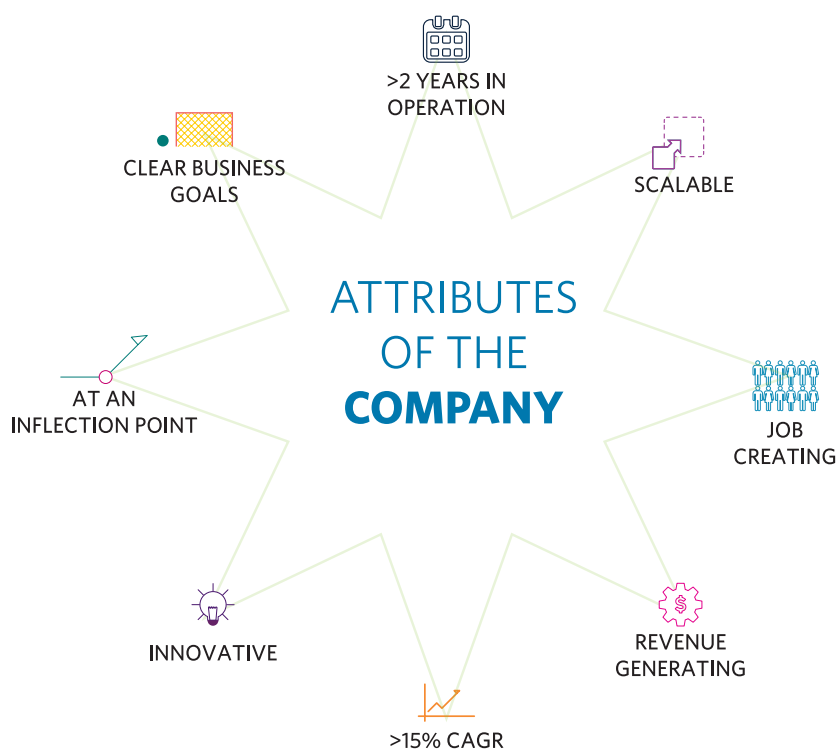 >2 YEARS IN
OPERATION
SCALABLE
JOB
CREATING
$
REVENUE
GENERATING
>15% CAGR
INNOVATIVE
AT AN
INFLECTION POINT
CLEAR BUSINESS
GOALS
ATTRIBUTES
OF THE
COMPANY